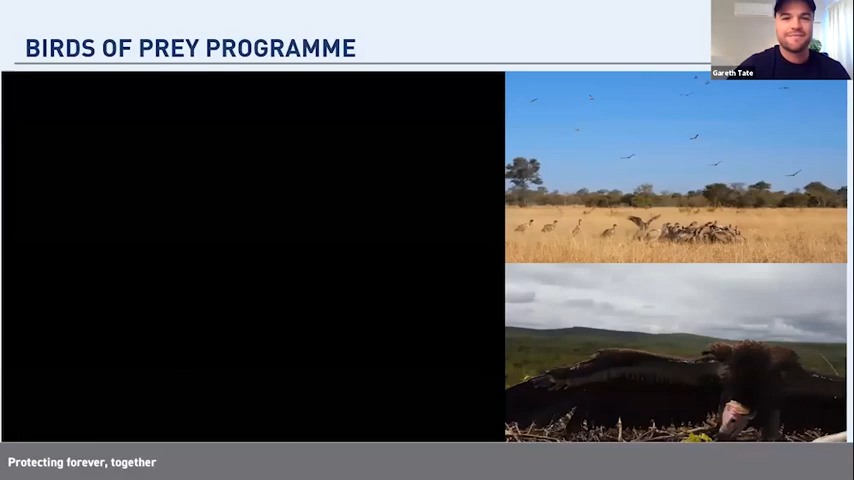 BIRDS OF PREY PROGRAMME
Gareth Tate
Protecting forever, together